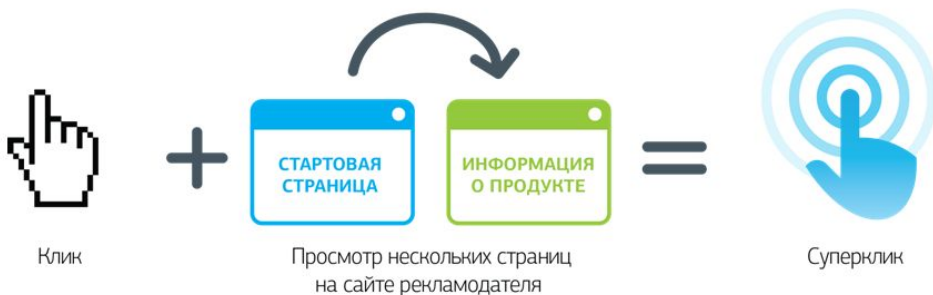 СТАРТОВАЯ
СТРАНИЦА
ИНФОРМАЦИЯ
О ПРОДУКТЕ
Клик
Просмотр нескольких страниц
на сайте рекламодателя
Суперклик